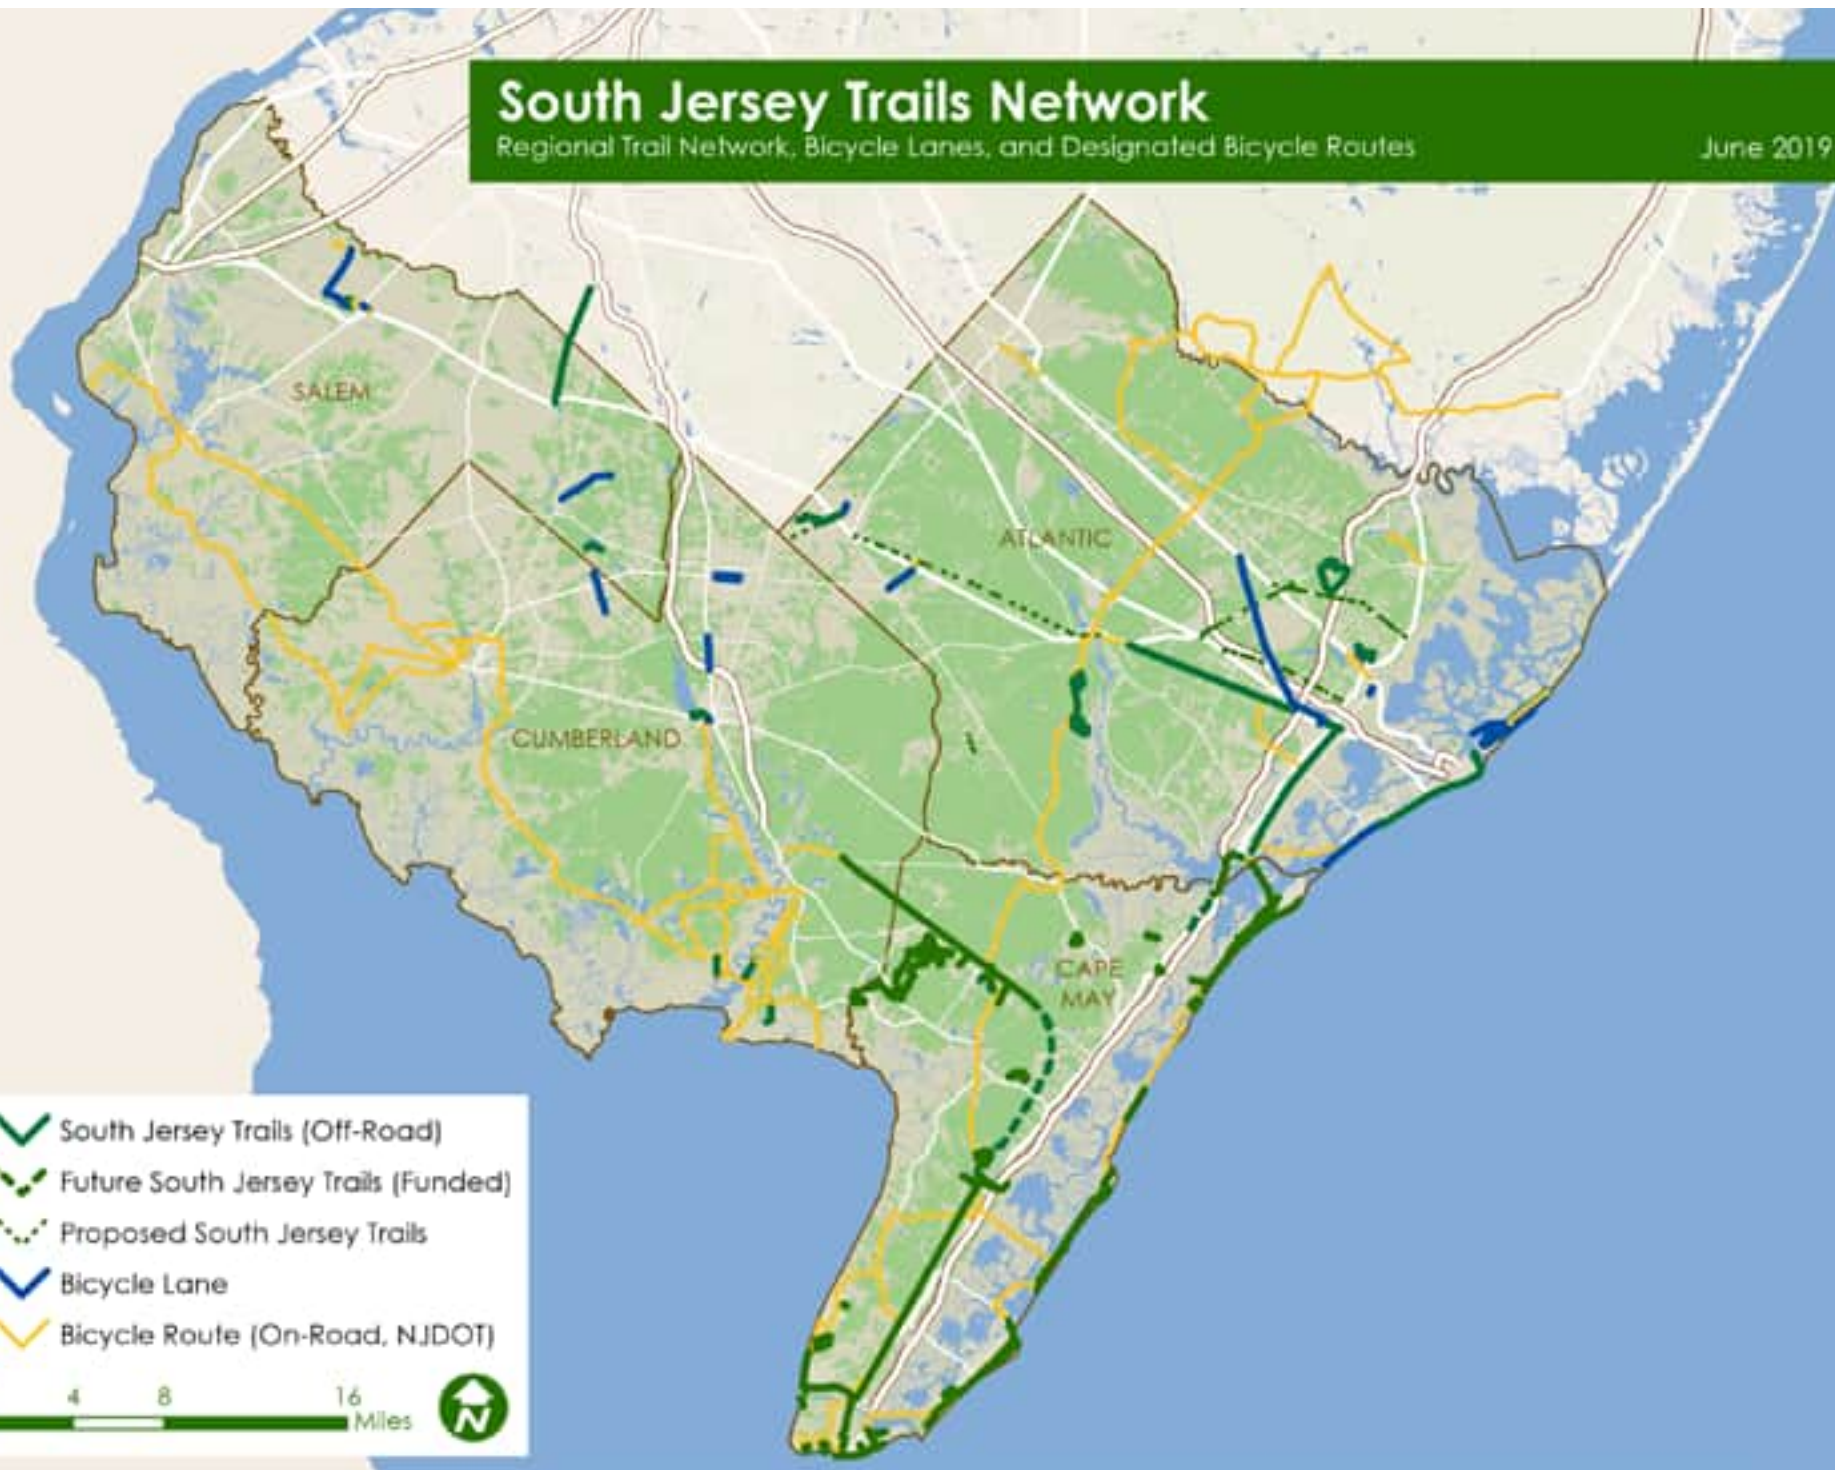 South Jersey Trails Network
Regional Trail Network, Bicycle Lanes, and Designated Bicycle Routes
June 2019
SALEM
ATLANTIC
CUMBERLAND
CAPE
MAY
South Jersey Trails (Off-Road)
Future South Jersey Trails (Funded)
Proposed South Jersey Trails
Bicycle Lane
Bicycle Route (On-Road, NJDOT)
4 8 16
Miles
N